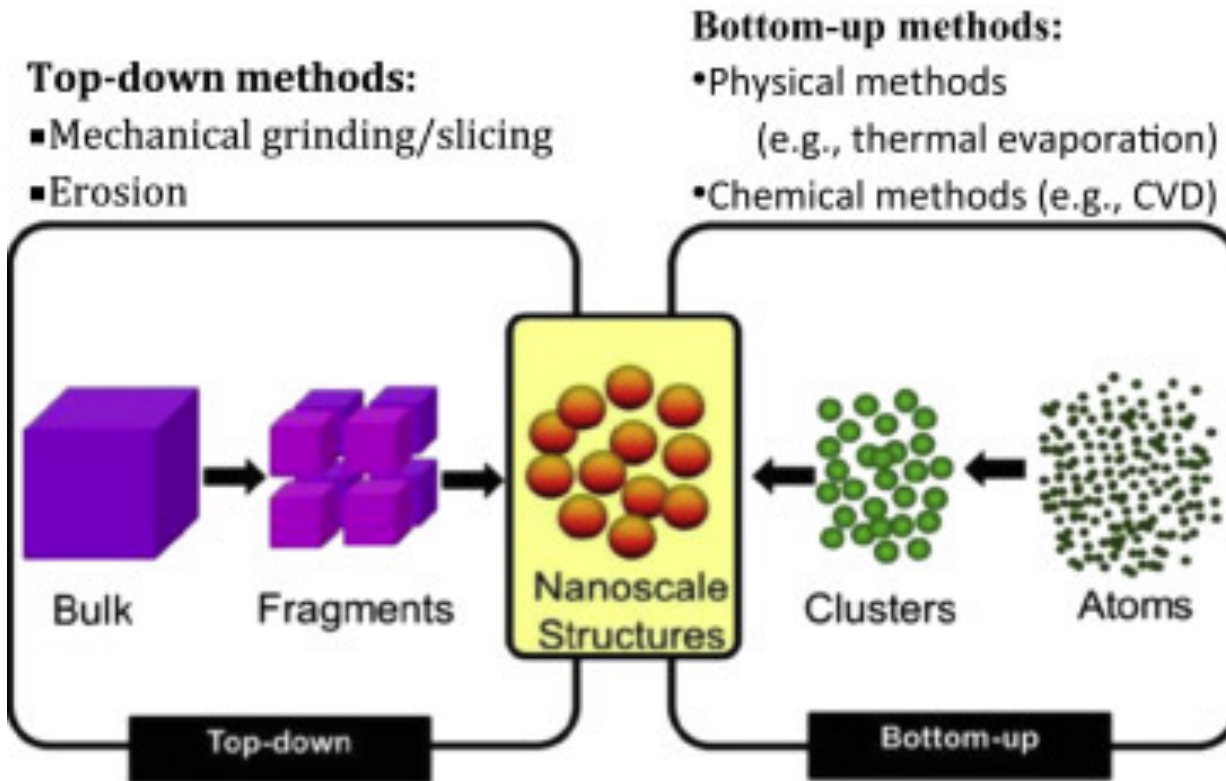 Top-down methods:
▪Mechanical grinding/slicing
▪Erosion
Bottom-up methods:
•Physical methods
(e.g., thermal evaporation)
•Chemical methods (e.g., CVD)
Bulk
Fragments
Nanoscale
Structures
Clusters
Atoms
Top-down
Bottom-up